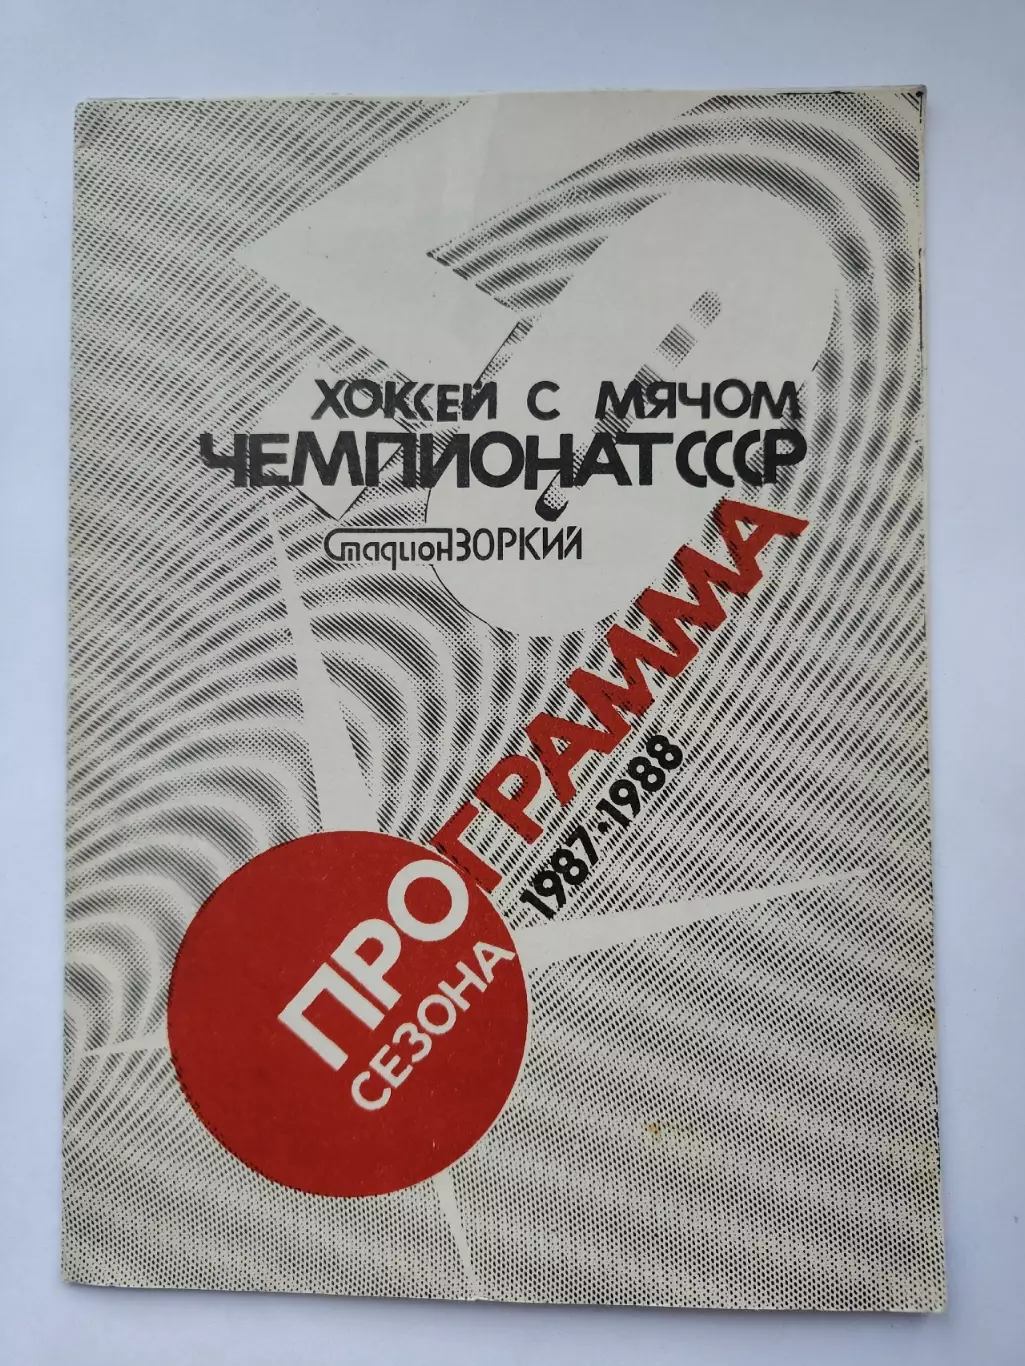 ХОККЕЙ С МЯЧОМ
ЧЕМПИОНАТ СССР
Стадион ЗОРКИЙ
ПРОГРАММА
СЕЗОНА
1987·1988